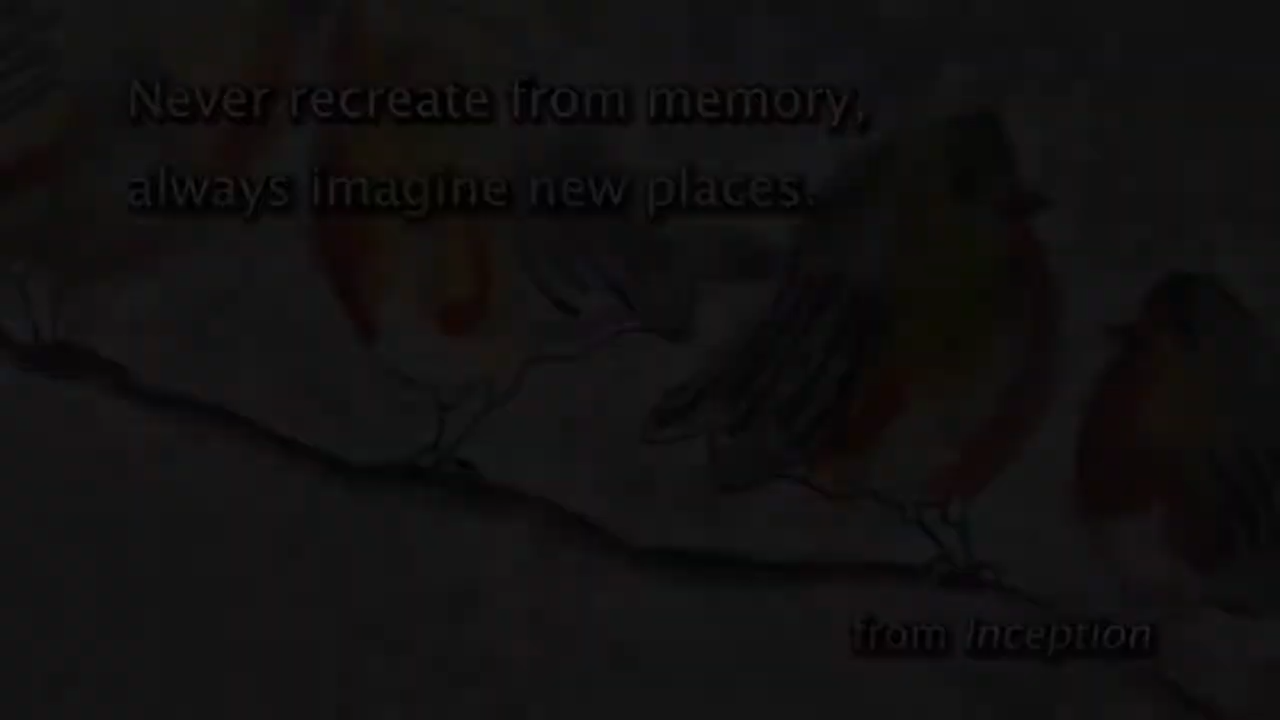 Never recreate from memory,
always imagine new places.
from Inception